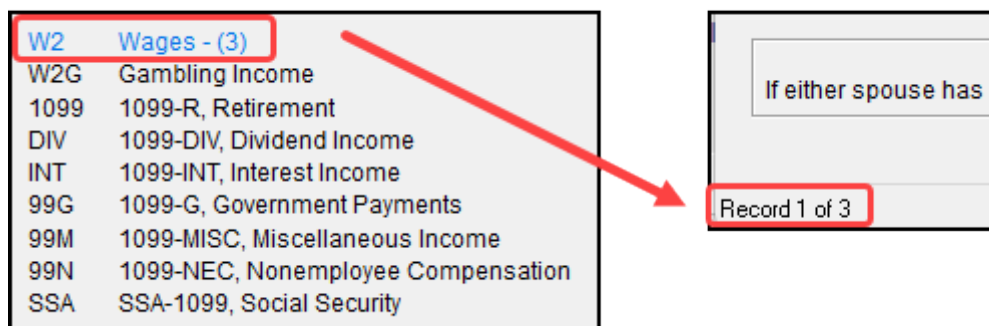 W2 Wages - (3)
W2G Gambling Income
1099 1099-R, Retirement
DIV 1099-DIV, Dividend Income
INT 1099-INT, Interest Income
99G 1099-G, Government Payments
99M 1099-MISC, Miscellaneous Income
99N 1099-NEC, Nonemployee Compensation
SSA SSA-1099, Social Security
If either spouse has
Record 1 of 3